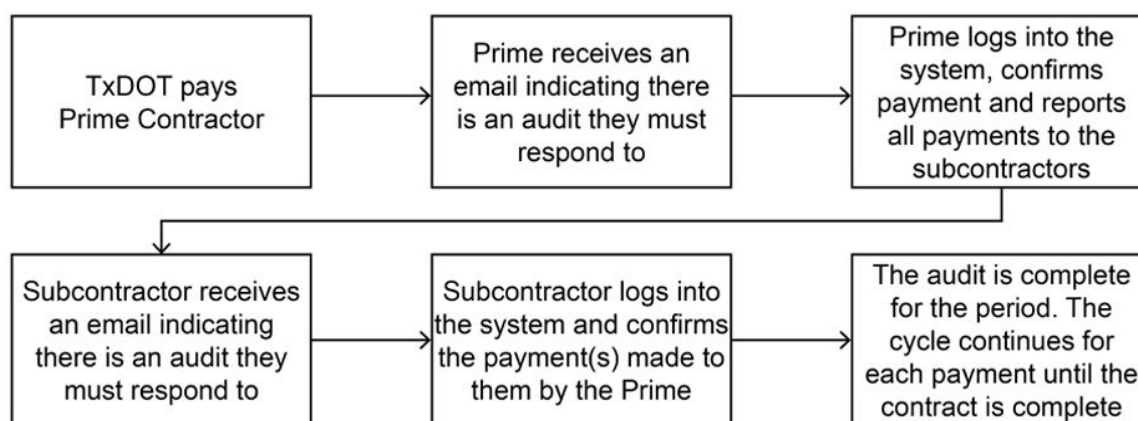 TxDOT pays
Prime Contractor
Prime receives an
email indicating there
is an audit they must
respond to
Prime logs into the
system, confirms
payment and reports
all payments to the
subcontractors
Subcontractor receives
an email indicating
there is an audit they
must respond to
Subcontractor logs into
the system and confirms
the payment(s) made to
them by the Prime
The audit is complete
for the period. The
cycle continues for
each payment until the
contract is complete